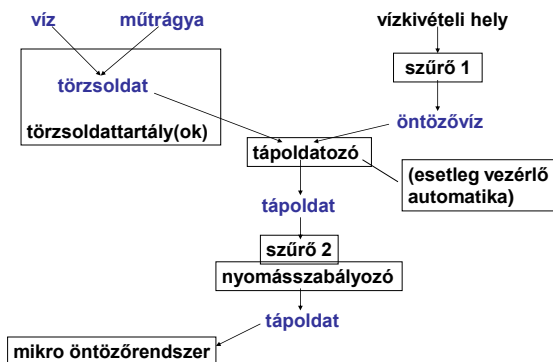 víz
műtrágya
vízkivételi hely
törzsoldat
szűrő 1
törzsoldattartály(ok)
öntözővíz
tápoldatozó
(esetleg vezérlő
automatika)
tápoldat
szűrő 2
nyomásszabályozó
tápoldat
mikro öntözőrendszer